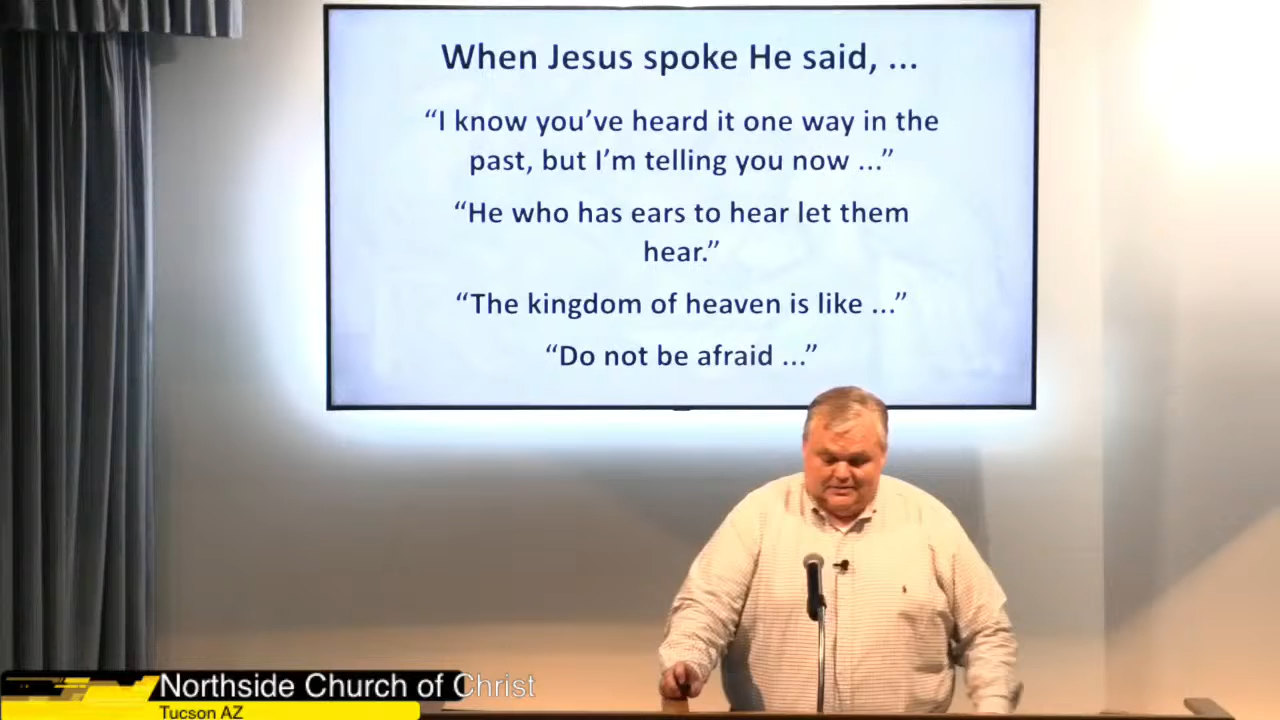 When Jesus spoke He said, ...
“I know you’ve heard it one way in the
past, but I’m telling you now ...”
“He who has ears to hear let them
hear.”
“The kingdom of heaven is like ...”
“Do not be afraid ...”
Northside Church of Christ
Tucson AZ